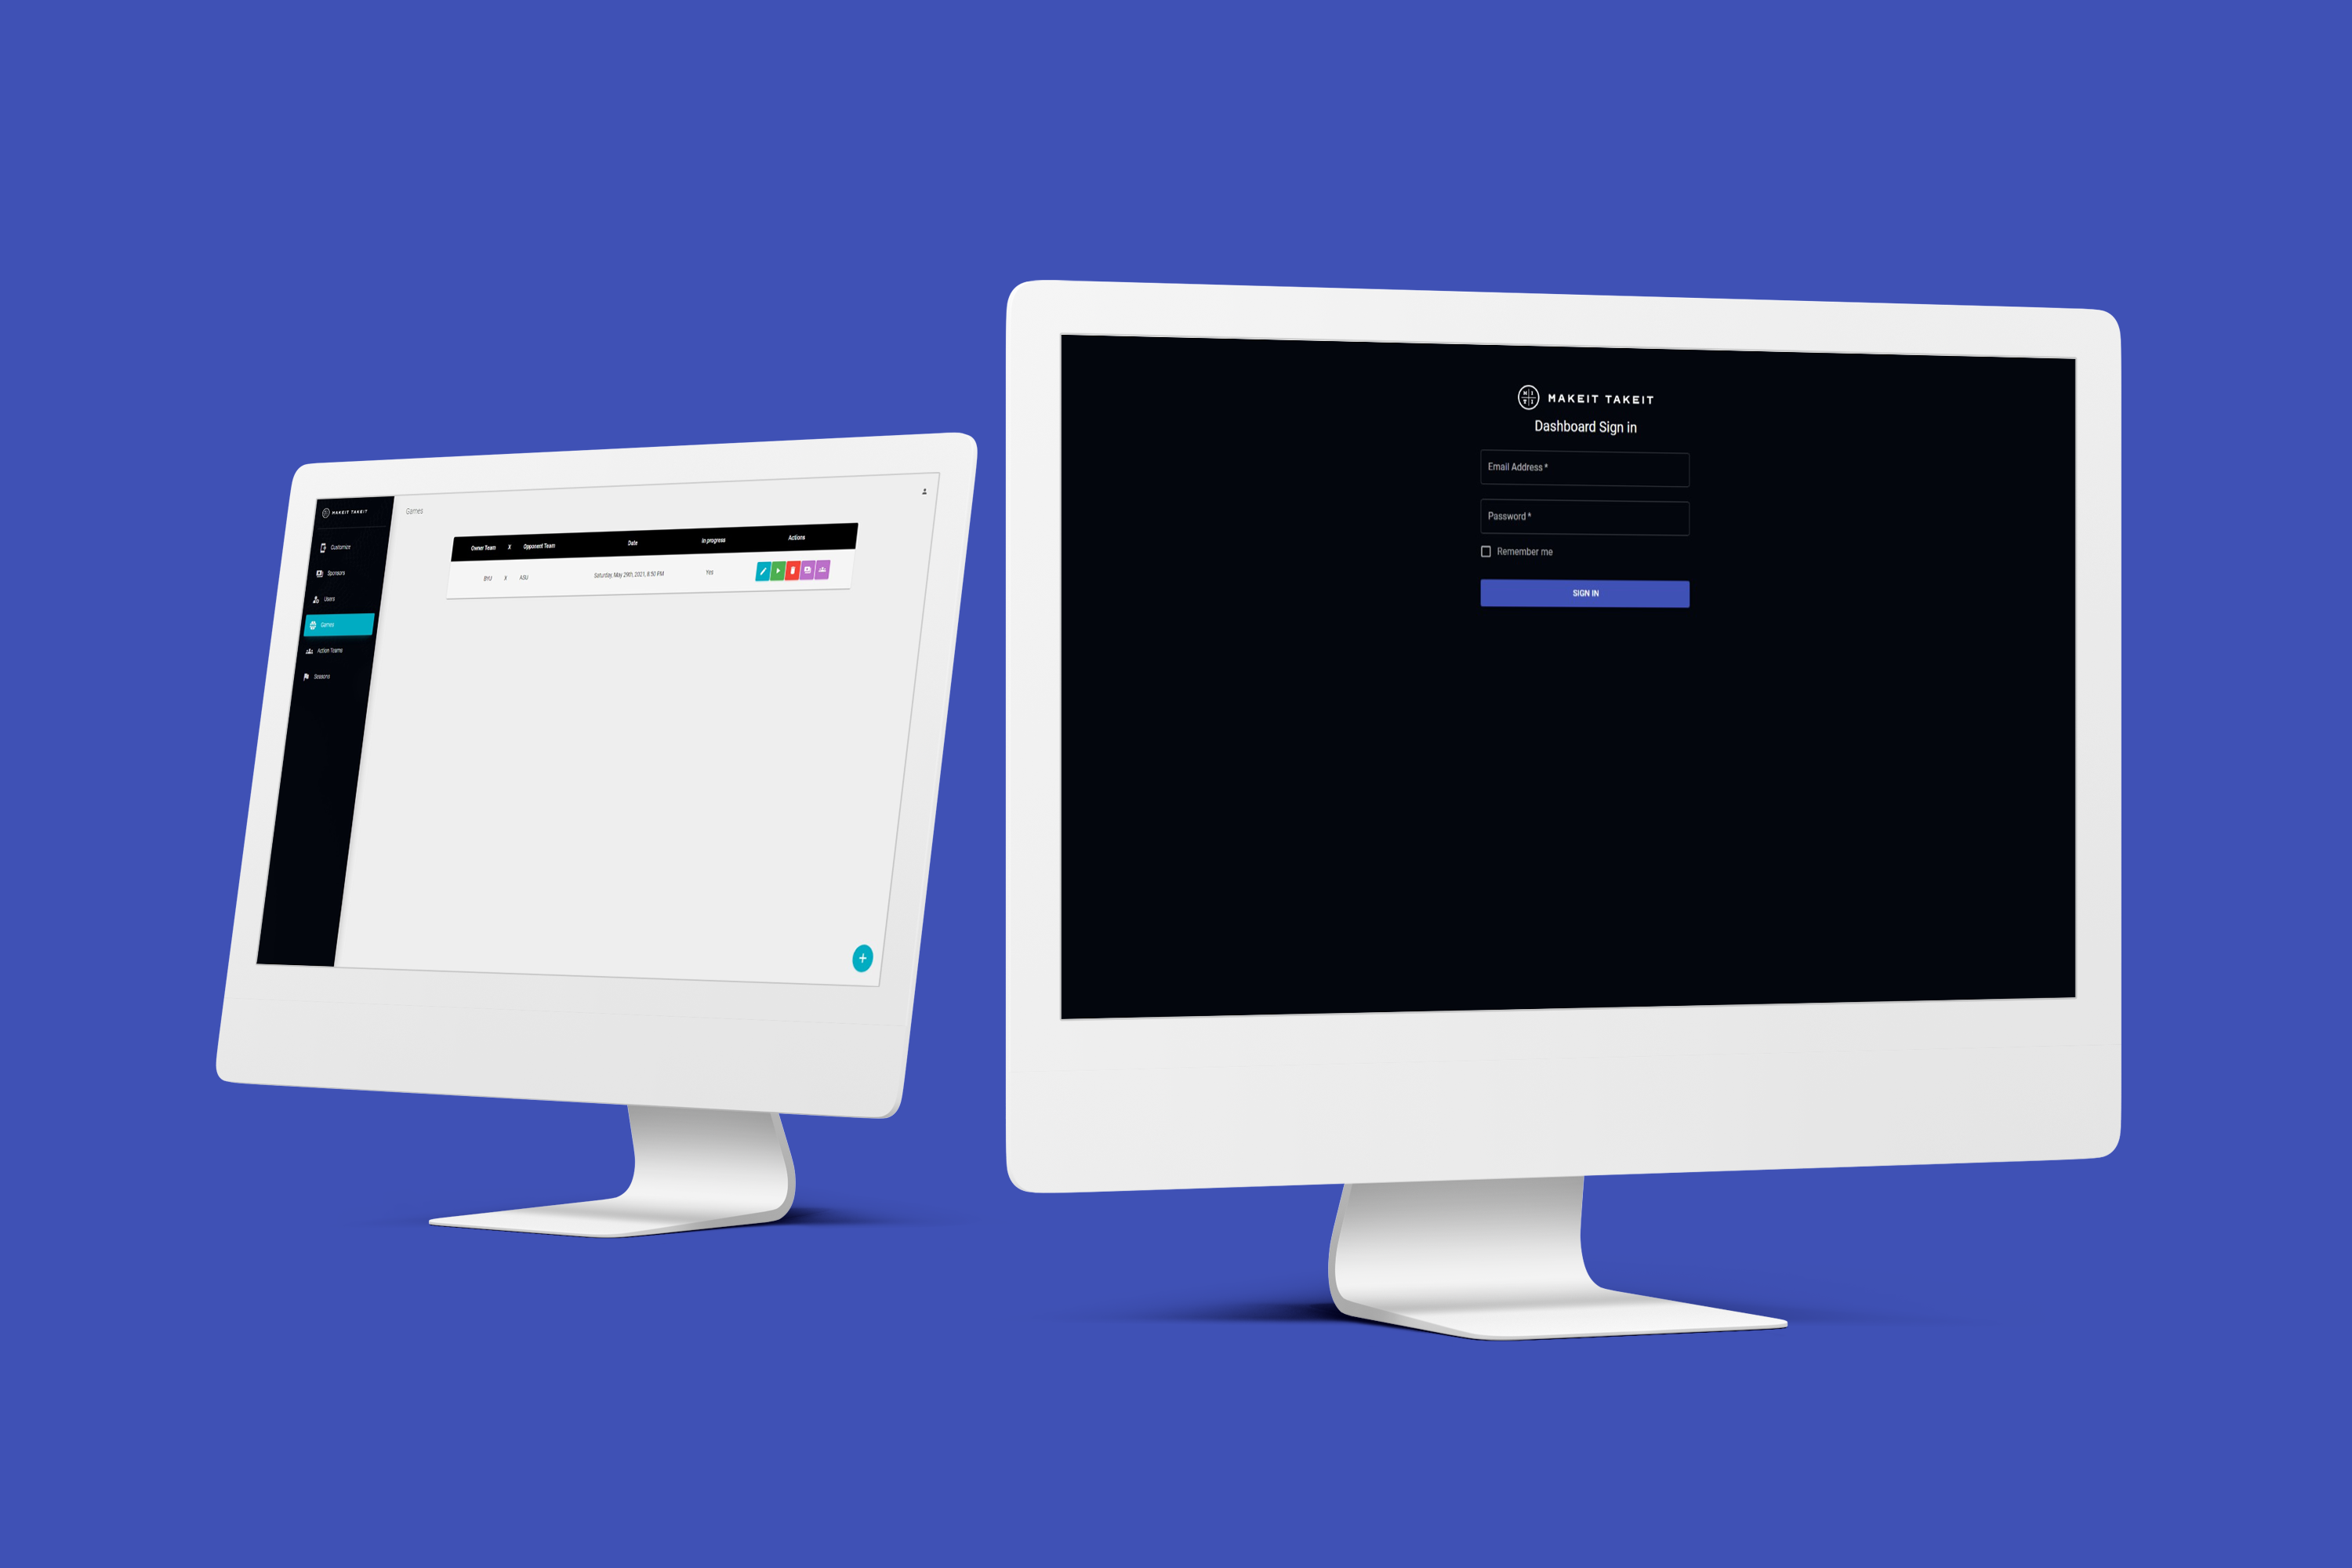 MAKEIT TAKEIT
Customize
Sponsors
Users
Games
Action Teams
Seasons
Games
Owner Team X Opponent Team Date In progress Actions
BYU X ASU Saturday, May 29th, 2021, 8:50 PM Yes
+
MAKEIT TAKEIT
Dashboard Sign in
Email Address *
Password *
Remember me
SIGN IN